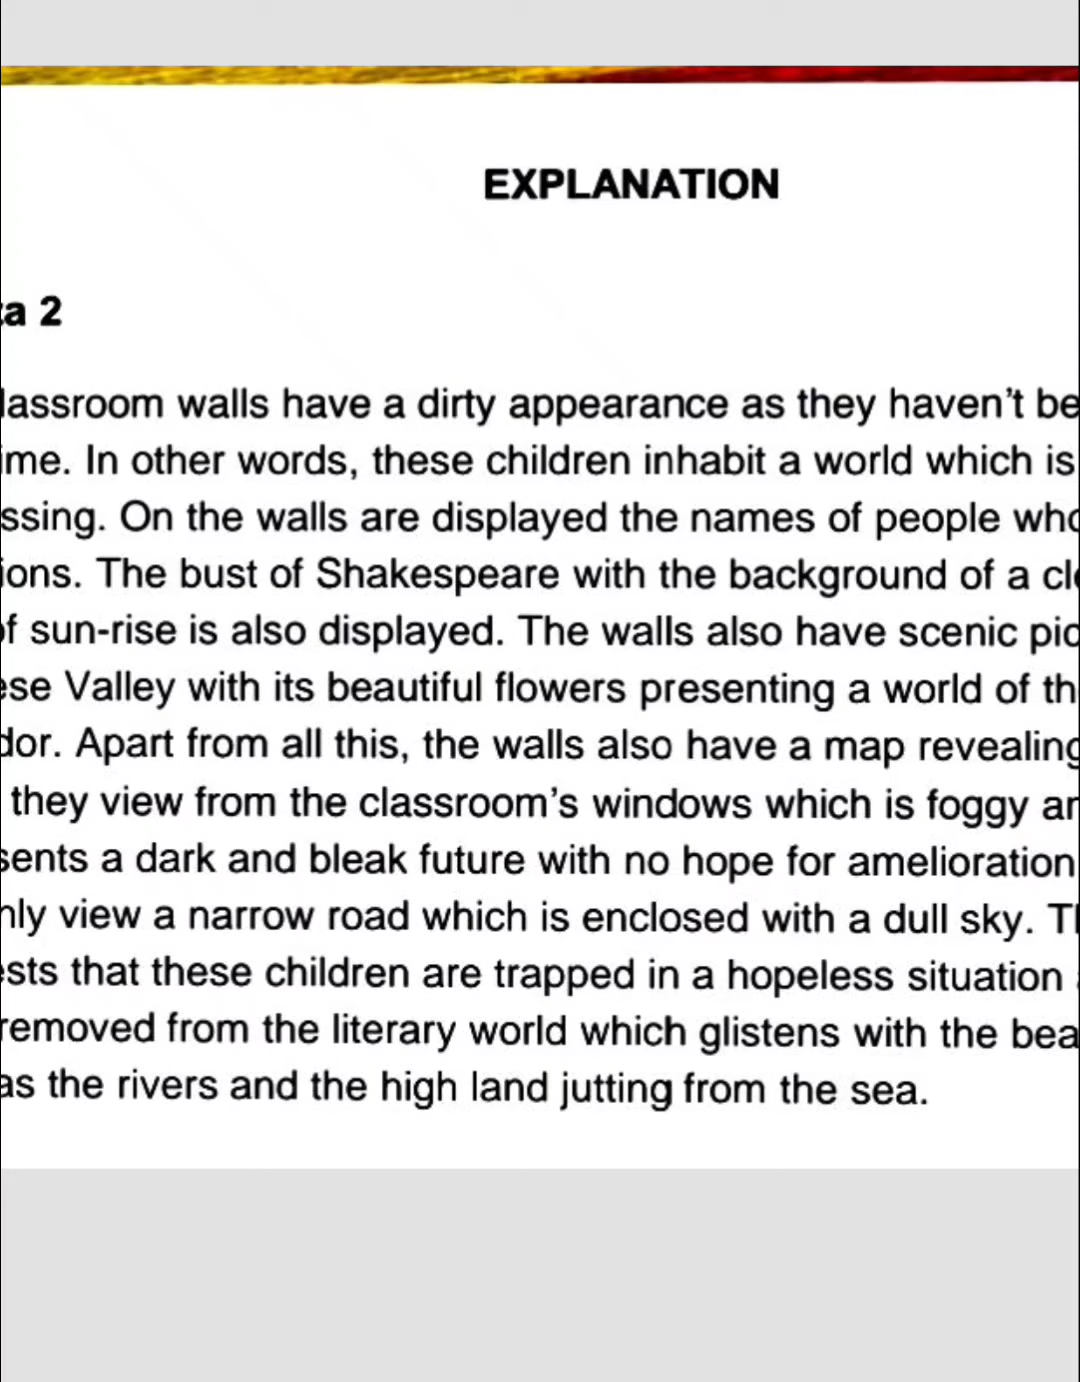 EXPLANATION
a 2
lassroom walls have a dirty appearance as they haven't be
ime. In other words, these children inhabit a world which is
ssing. On the walls are displayed the names of people who
ions. The bust of Shakespeare with the background of a cl
of sun-rise is also displayed. The walls also have scenic pic
ese Valley with its beautiful flowers presenting a world of th
dor. Apart from all this, the walls also have a map revealing
they view from the classroom's windows which is foggy an
sents a dark and bleak future with no hope for amelioration
nly view a narrow road which is enclosed with a dull sky. Th
ests that these children are trapped in a hopeless situation
removed from the literary world which glistens with the bea
as the rivers and the high land jutting from the sea.